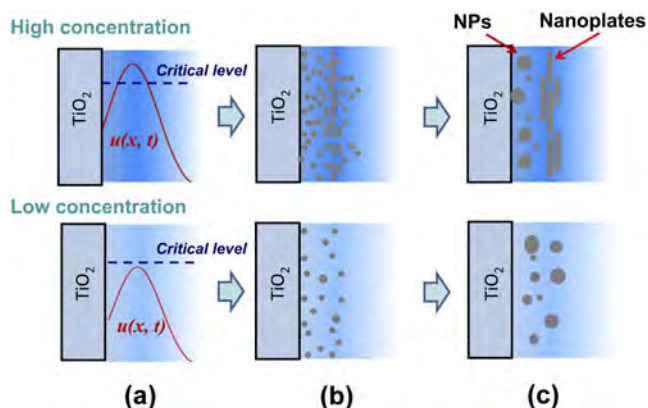 High concentration
NPs
Nanoplates
TiO2
Critical level
u(x, t)
TiO2
TiO2
Low concentration
TiO2
Critical level
u(x, t)
TiO2
TiO2
(a)
(b)
(c)